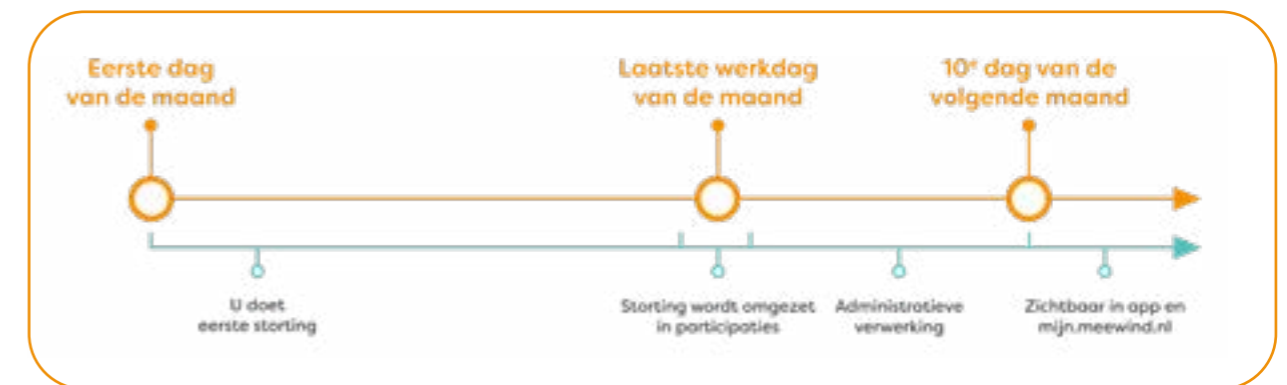 Eerste dag
van de maand
Laatste werkdag
van de maand
10e dag van de
volgende maand
U doet
eerste storting
Storting wordt omgezet
in participaties
Administratieve
verwerking
Zichtbaar in app en
mijn.meewind.nl